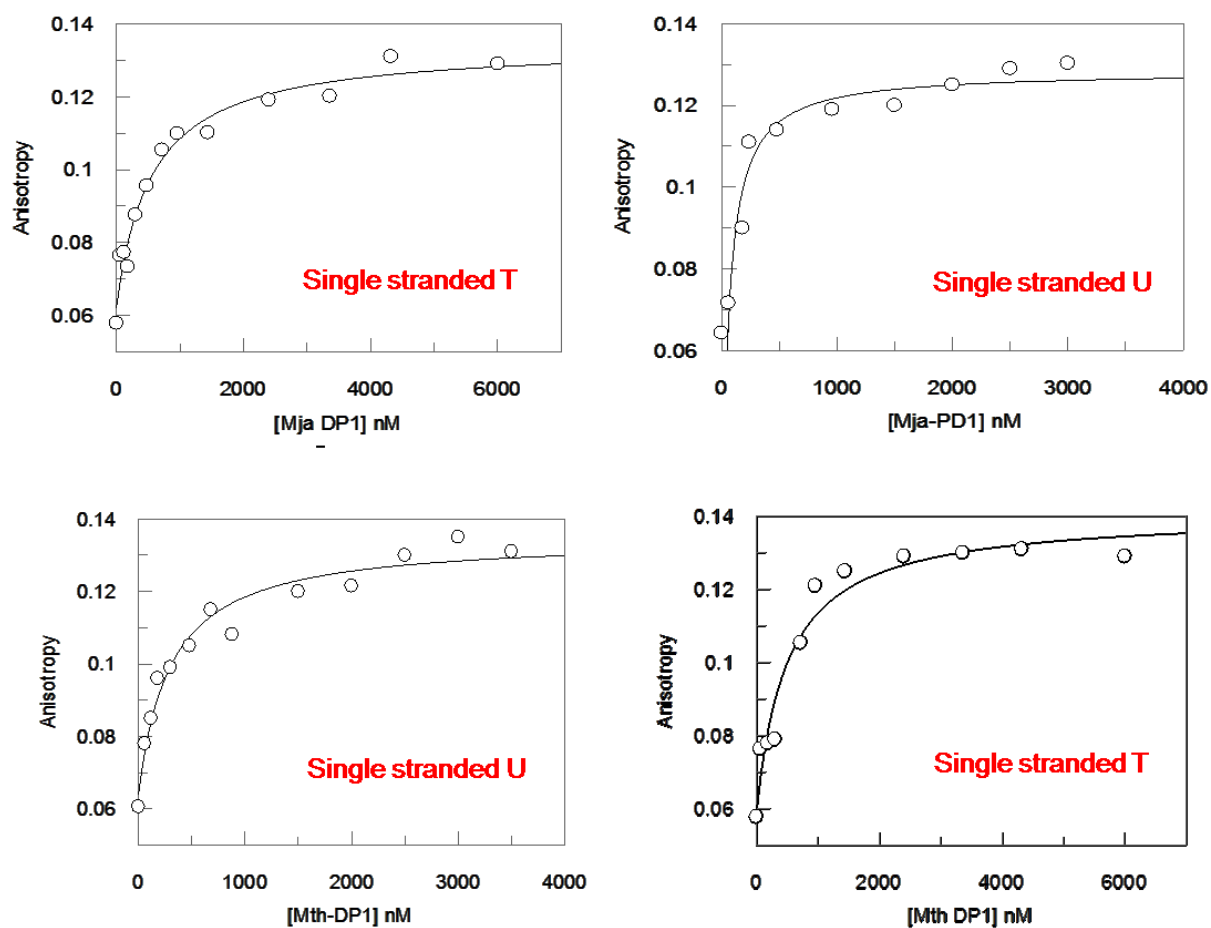 0.14
0.12
0.1
0.08
0.06
Anisotropy
Single stranded T
0 2000 4000 6000
[Mja DP1] nM
0.14
0.12
0.1
0.08
0.06
Anisotropy
Single stranded U
0 1000 2000 3000 4000
[Mja-PD1] nM
0.14
0.12
0.1
0.08
0.06
Anisotropy
Single stranded U
0 1000 2000 3000 4000
[Mth-DP1] nM
0.14
0.12
0.1
0.08
0.06
Anisotropy
Single stranded T
0 2000 4000 6000
[Mth DP1] nM